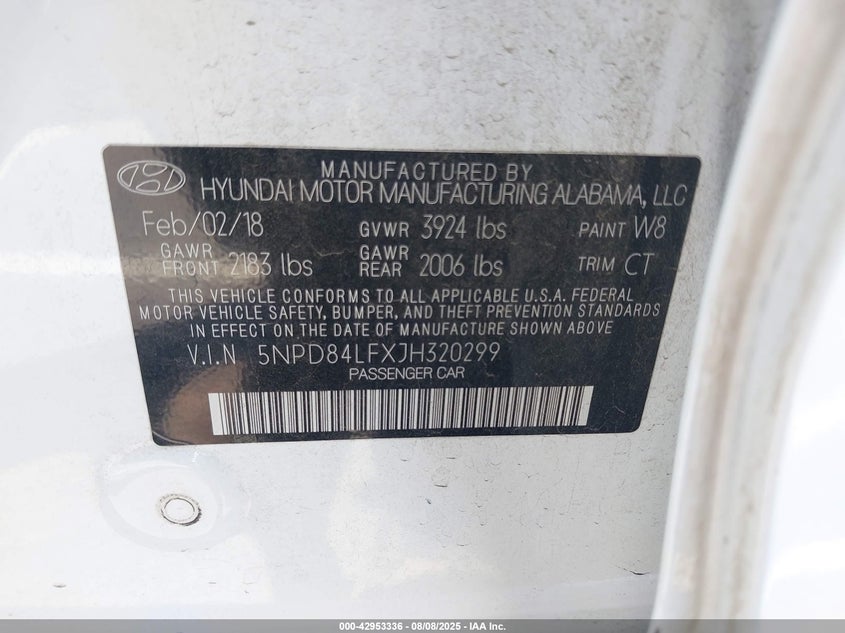 MANUFACTURED BY
HYUNDAI MOTOR MANUFACTURING ALABAMA, LLC
Feb/02/18 GVWR 3924 lbs PAINT W8
GAWR FRONT 2183 lbs GAWR REAR 2006 lbs TRIM CT
THIS VEHICLE CONFORMS TO ALL APPLICABLE U.S.A. FEDERAL
MOTOR VEHICLE SAFETY, BUMPER, AND THEFT PREVENTION STANDARDS
IN EFFECT ON THE DATE OF MANUFACTURE SHOWN ABOVE
V.I.N 5NPD84LFXJH320299
PASSENGER CAR
000-42953336 - 08/08/2025 - IAA Inc.